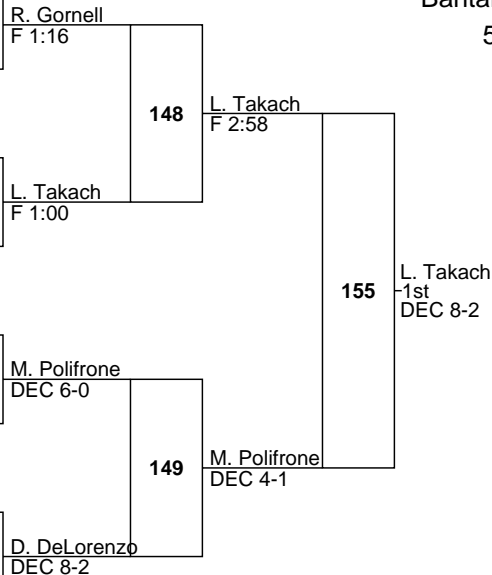 R. Gornell
F 1:16
148
L. Takach
F 2:58
L. Takach
F 1:00
155
L. Takach
1st
DEC 8-2
M. Polifrone
DEC 6-0
149
M. Polifrone
DEC 4-1
D. DeLorenzo
DEC 8-2
5